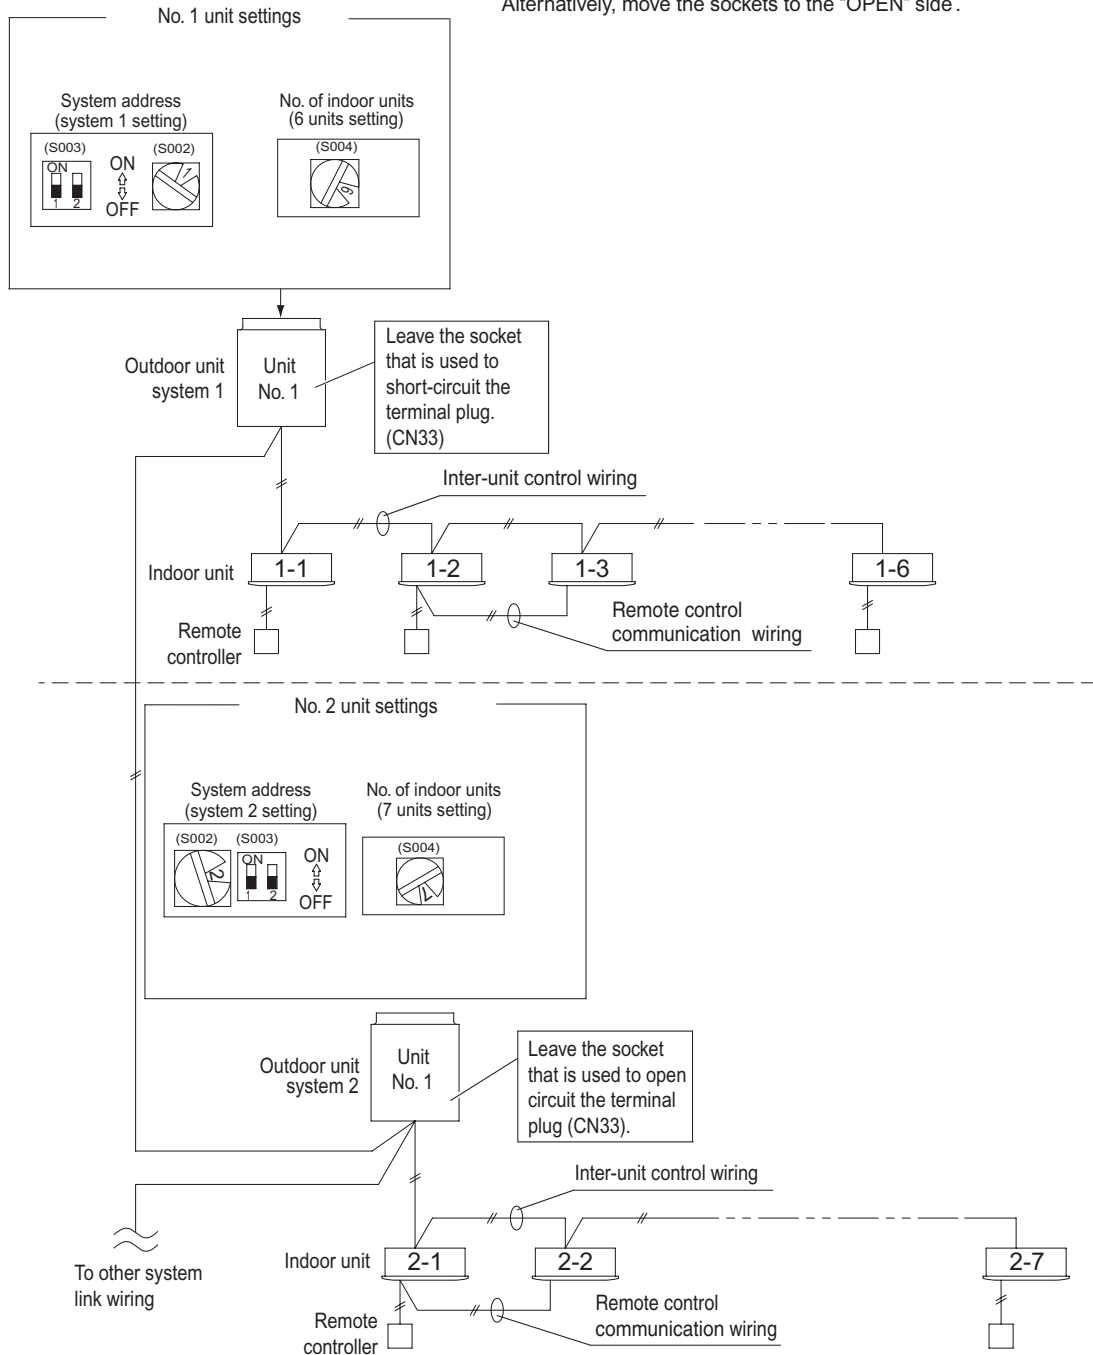 Alternatively, move the sockets to the "OPEN" side.
No. 1 unit settings
System address
(system 1 setting)
No. of indoor units
(6 units setting)
(S003)
(S002)
(S004)
ON
1 2
ON
OFF
1
6
Outdoor unit
system 1
Unit
No. 1
Leave the socket
that is used to
short-circuit the
terminal plug.
(CN33)
Inter-unit control wiring
Indoor unit
1-1
1-2
1-3
1-6
Remote
controller
Remote control
communication wiring
No. 2 unit settings
System address
(system 2 setting)
No. of indoor units
(7 units setting)
(S002)
(S003)
(S004)
2
ON
1 2
ON
OFF
7
Outdoor unit
system 2
Unit
No. 1
Leave the socket
that is used to open
circuit the terminal
plug (CN33).
Inter-unit control wiring
To other system
link wiring
Indoor unit
2-1
2-2
2-7
Remote
controller
Remote control
communication wiring